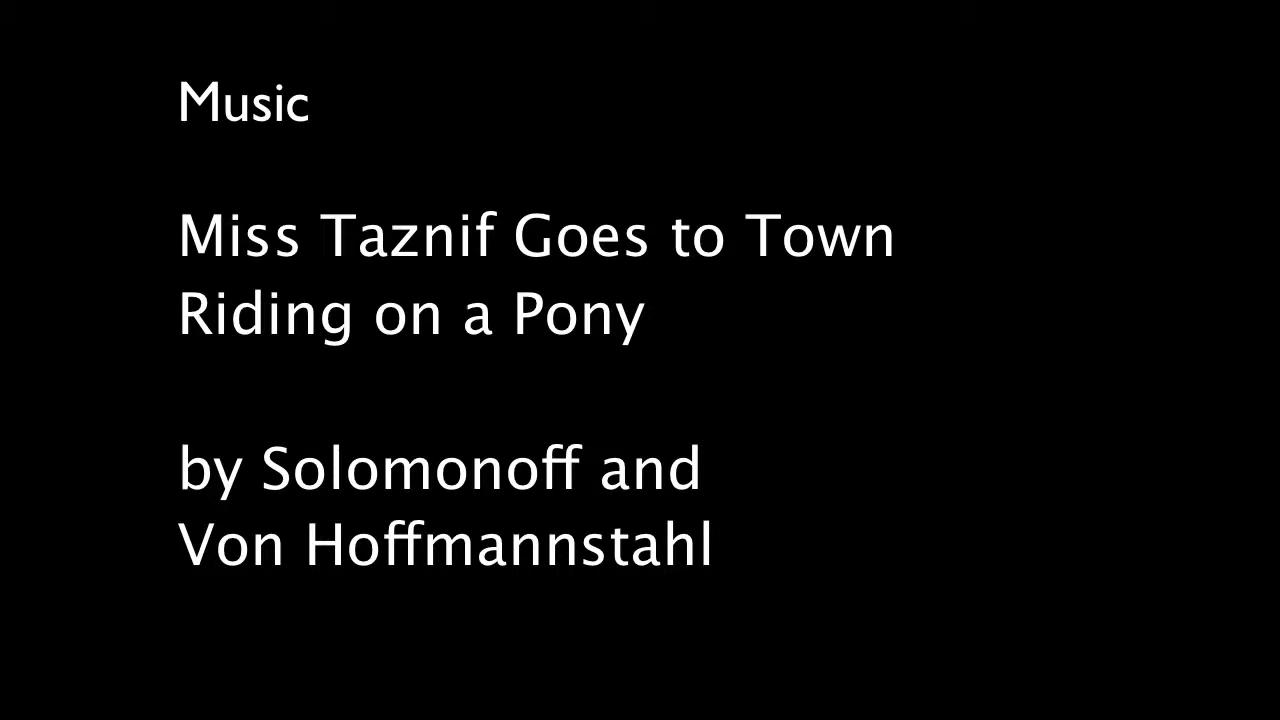 Music
Miss Taznif Goes to Town
Riding on a Pony
by Solomonoff and
Von Hoffmannstahl